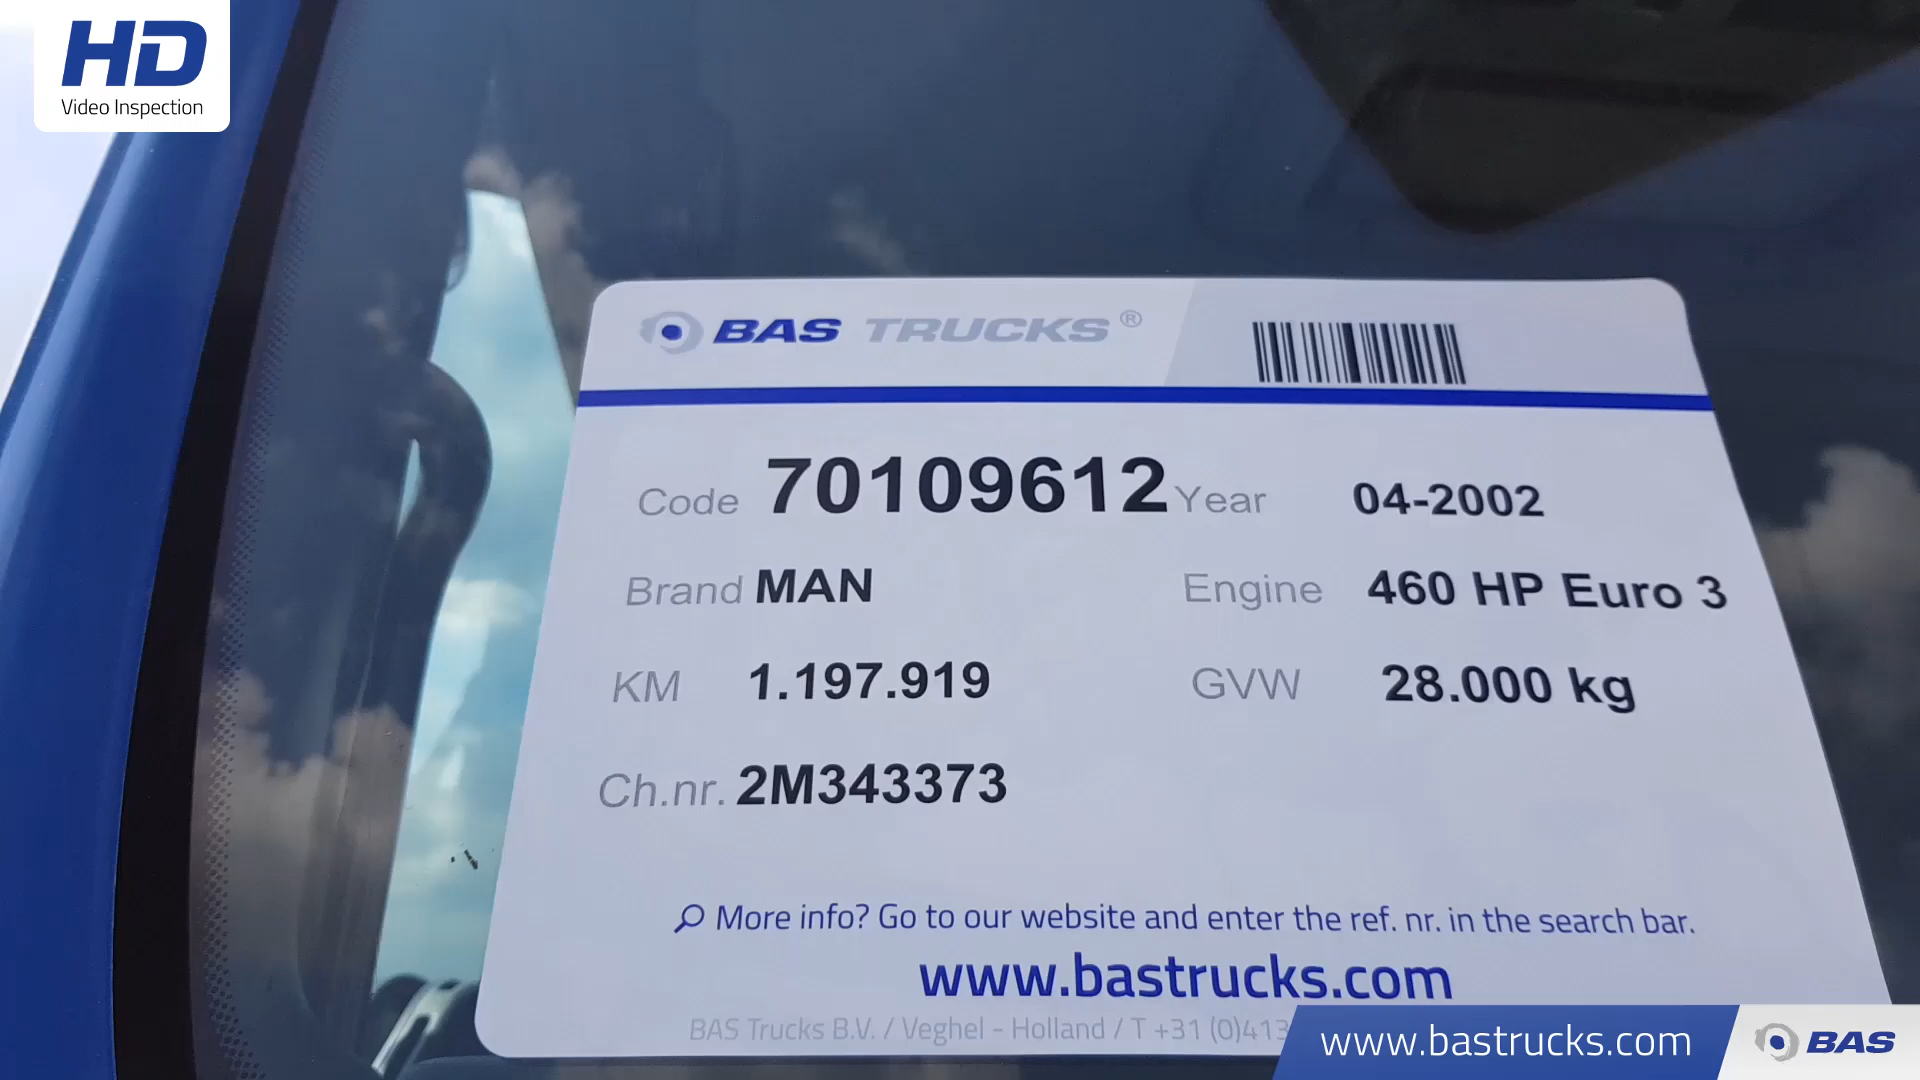 HD
Video Inspection
BAS TRUCKS®
Code 70109612 Year 04-2002
Brand MAN Engine 460 HP Euro 3
KM 1.197.919 GVW 28.000 kg
Ch.nr. 2M343373
More info? Go to our website and enter the ref. nr. in the search bar.
www.bastrucks.com
BAS Trucks B.V. / Veghel - Holland / T +31 (0)413
www.bastrucks.com BAS